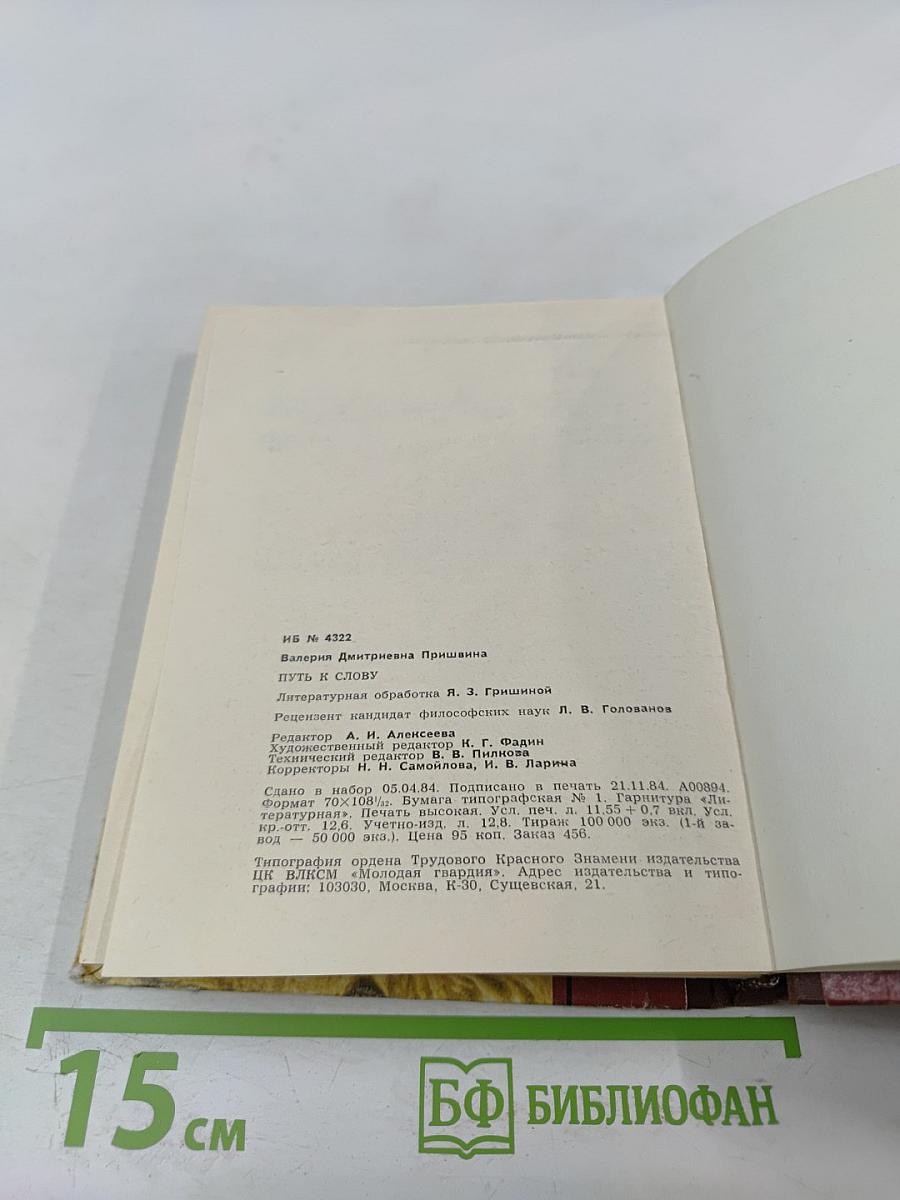 ИБ № 4322
Валерия Дмитриевна Пришвина
ПУТЬ К СЛОВУ
Литературная обработка Я. З. Гришиной
Рецензент кандидат философских наук Л. В. Голованов
Редактор А. И. Алексеева
Художественный редактор К. Г. Фадин
Технический редактор В. В. Пилкова
Корректоры Н. Н. Самойлова, И. В. Ларина
Сдано в набор 05.04.84. Подписано в печать 21.11.84. А00894.
Формат 70×108¹/₃₂. Бумага типографская № 1. Гарнитура «Ли-
тературная». Печать высокая. Усл. печ. л. 11,55 + 0,7 вкл. Усл.
кр.-отт. 12,6. Учетно-изд. л. 12,8. Тираж 100 000 экз. (1-й за-
вод — 50 000 экз.). Цена 95 коп. Заказ 456.
Типография ордена Трудового Красного Знамени издательства
ЦК ВЛКСМ «Молодая гвардия». Адрес издательства и типо-
графии: 103030, Москва, К-30, Сущевская, 21.
15 см
БФ БИБЛИОФАН